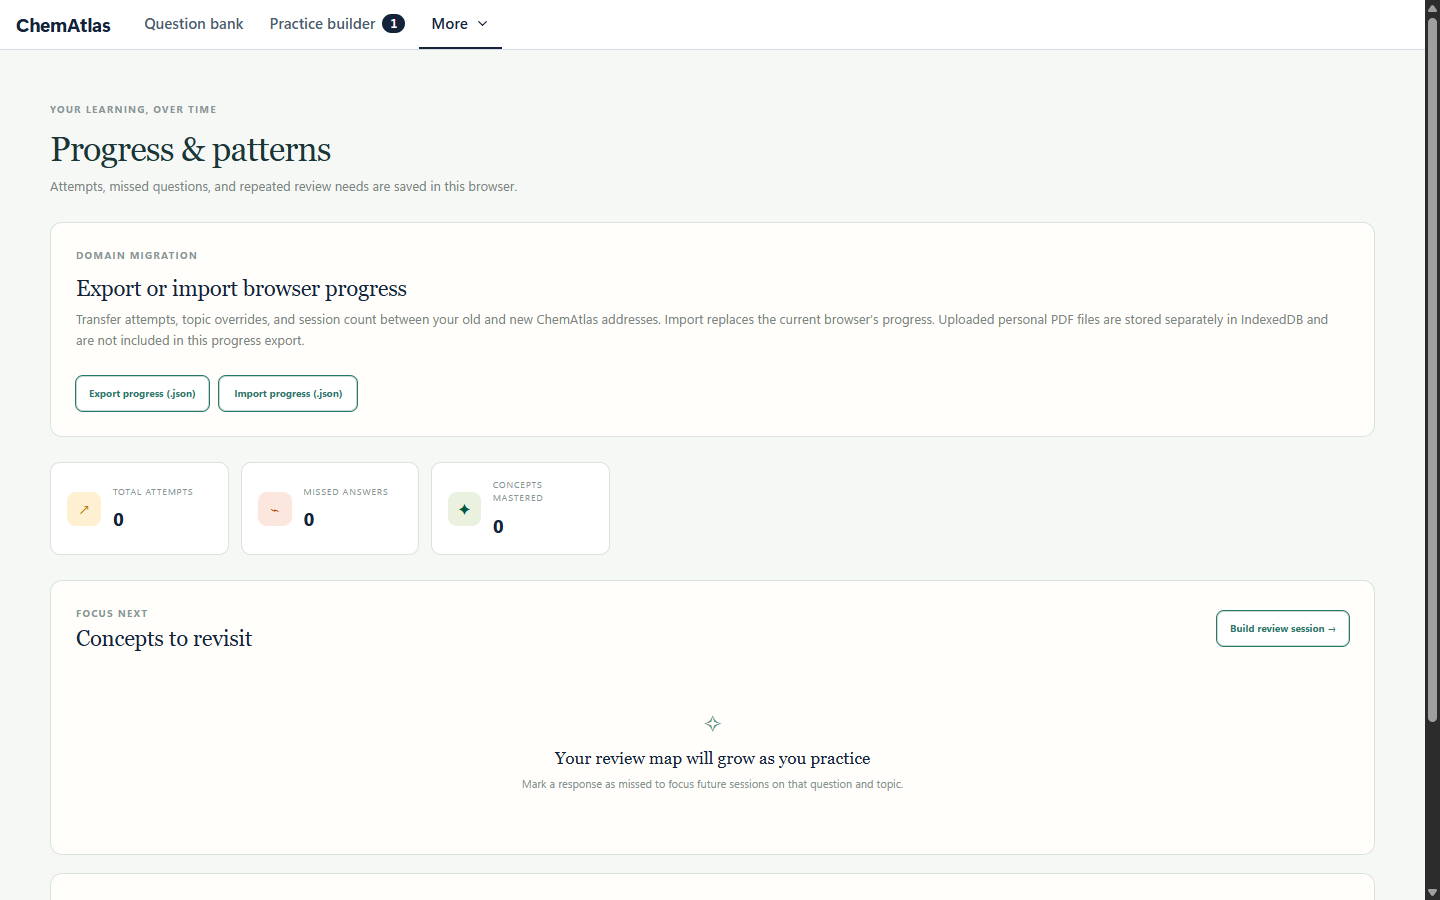 ChemAtlas
Question bank
Practice builder 1
More
YOUR LEARNING, OVER TIME
Progress & patterns
Attempts, missed questions, and repeated review needs are saved in this browser.
DOMAIN MIGRATION
Export or import browser progress
Transfer attempts, topic overrides, and session count between your old and new ChemAtlas addresses. Import replaces the current browser's progress. Uploaded personal PDF files are stored separately in IndexedDB and
are not included in this progress export.
Export progress (.json)
Import progress (.json)
TOTAL ATTEMPTS
0
MISSED ANSWERS
0
CONCEPTS
MASTERED
0
FOCUS NEXT
Concepts to revisit
Build review session →
Your review map will grow as you practice
Mark a response as missed to focus future sessions on that question and topic.